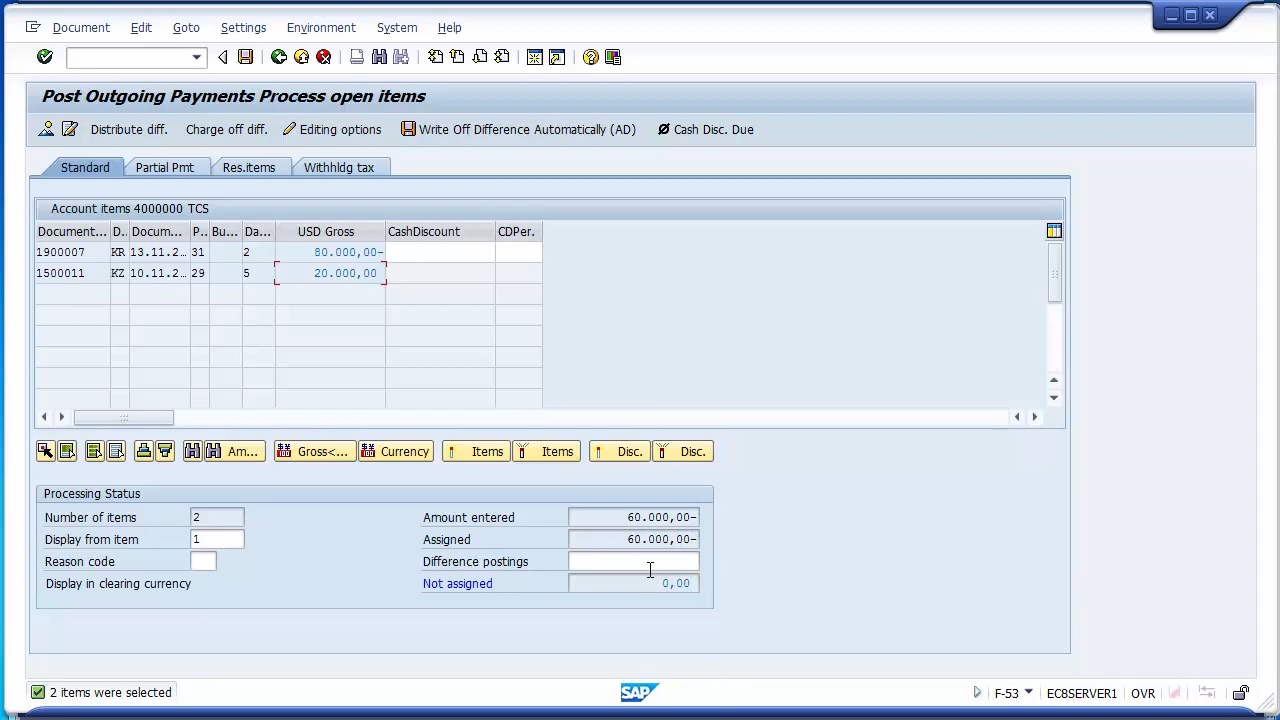 Document Edit Goto Settings Environment System Help
Post Outgoing Payments Process open items
Distribute diff. Charge off diff. Editing options Write Off Difference Automatically (AD) Cash Disc. Due
Standard Partial Pmt Res.items Withhldg tax
Account items 4000000 TCS
Document... D. Docum... P.. Bu... Da... USD Gross CashDiscount CDPer.
1900007 KR 13.11.2… 31 2 80.000,00-
1500011 KZ 10.11.2… 29 5 20.000,00
Am... Gross<... Currency Items Items Disc. Disc.
Processing Status
Number of items 2 Amount entered 60.000,00-
Display from item 1 Assigned 60.000,00-
Reason code Difference postings
Display in clearing currency Not assigned 0,00
2 items were selected SAP F-53 EC8SERVER1 OVR